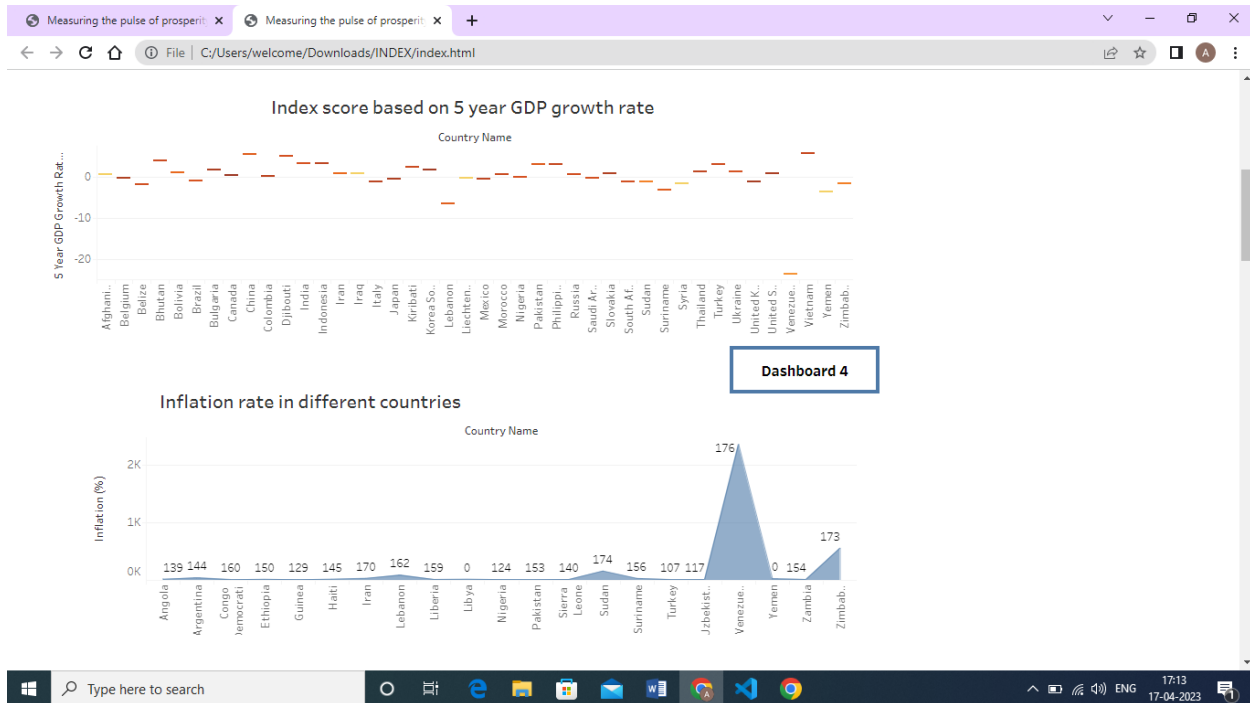 Measuring the pulse of prosperit
Measuring the pulse of prosperit
File | C:/Users/welcome/Downloads/INDEX/index.html
A
Index score based on 5 year GDP growth rate
Country Name
5 Year GDP Growth Rat...
0
-10
-20
Afghani..
Belgium
Belize
Bhutan
Bolivia
Brazil
Bulgaria
Canada
China
Colombia
Djibouti
India
Indonesia
Iran
Iraq
Italy
Japan
Kiribati
Korea So..
Lebanon
Liechten..
Mexico
Morocco
Nigeria
Pakistan
Philippi..
Russia
Saudi Ar..
Slovakia
South Af..
Sudan
Suriname
Syria
Thailand
Turkey
Ukraine
United K..
United S..
Venezue..
Vietnam
Yemen
Zimbab..
Dashboard 4
Inflation rate in different countries
Country Name
Inflation (%)
2K
1K
0K
139 144 160 150 129 145 170 162 159 0 124 153 140 174 156 107 117 176 0 154 173
Angola
Argentina
Congo
Democrati
Ethiopia
Guinea
Haiti
Iran
Lebanon
Liberia
Libya
Nigeria
Pakistan
Sierra
Leone
Sudan
Suriname
Turkey
Uzbekist..
Venezue..
Yemen
Zambia
Zimbab..
Type here to search
ENG
17:13
17-04-2023
1